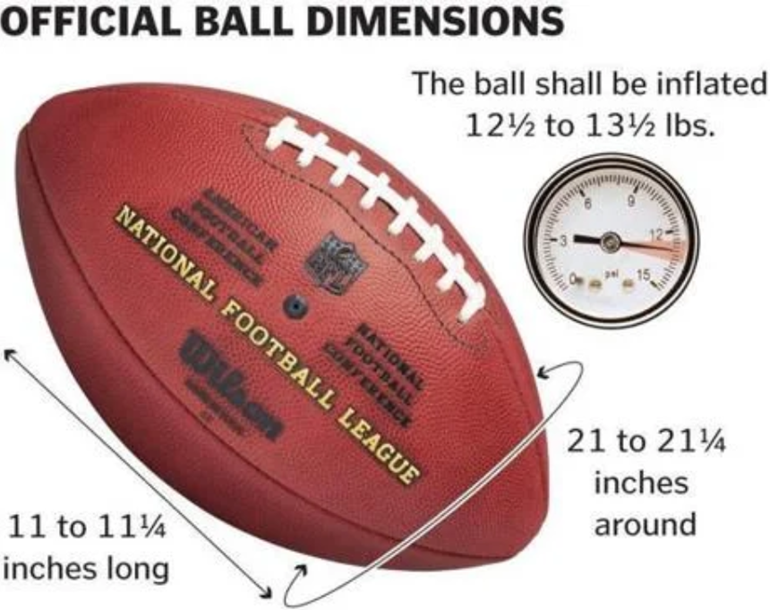 OFFICIAL BALL DIMENSIONS
The ball shall be inflated
12½ to 13½ lbs.
6
9
3
12
0
psi
15
AMERICAN
FOOTBALL
CONFERENCE
NATIONAL FOOTBALL LEAGUE
NFL
NATIONAL
FOOTBALL
CONFERENCE
Wilson
21 to 21¼
inches
around
11 to 11¼
inches long